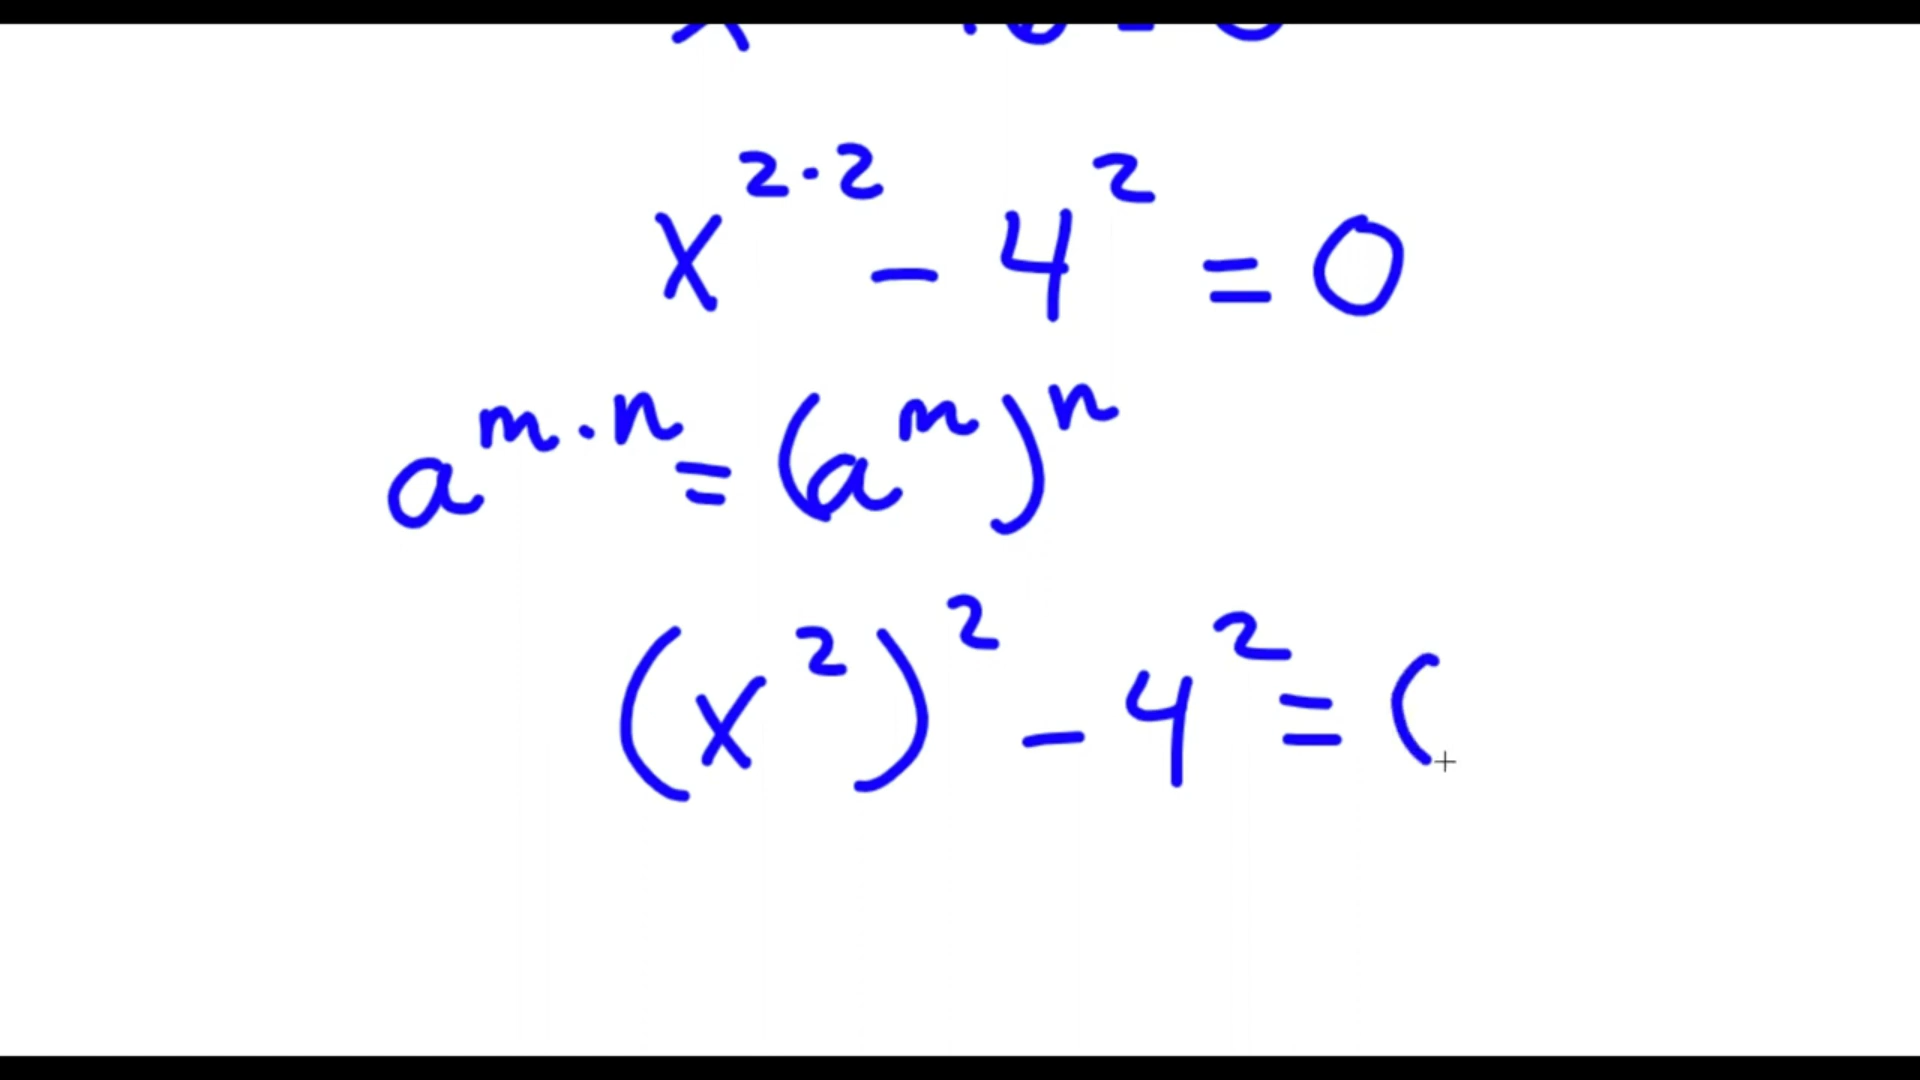 x^{2·2} - 4^2 = 0
a^{m·n} = (a^m)^n
(x^2)^2 - 4^2 = (